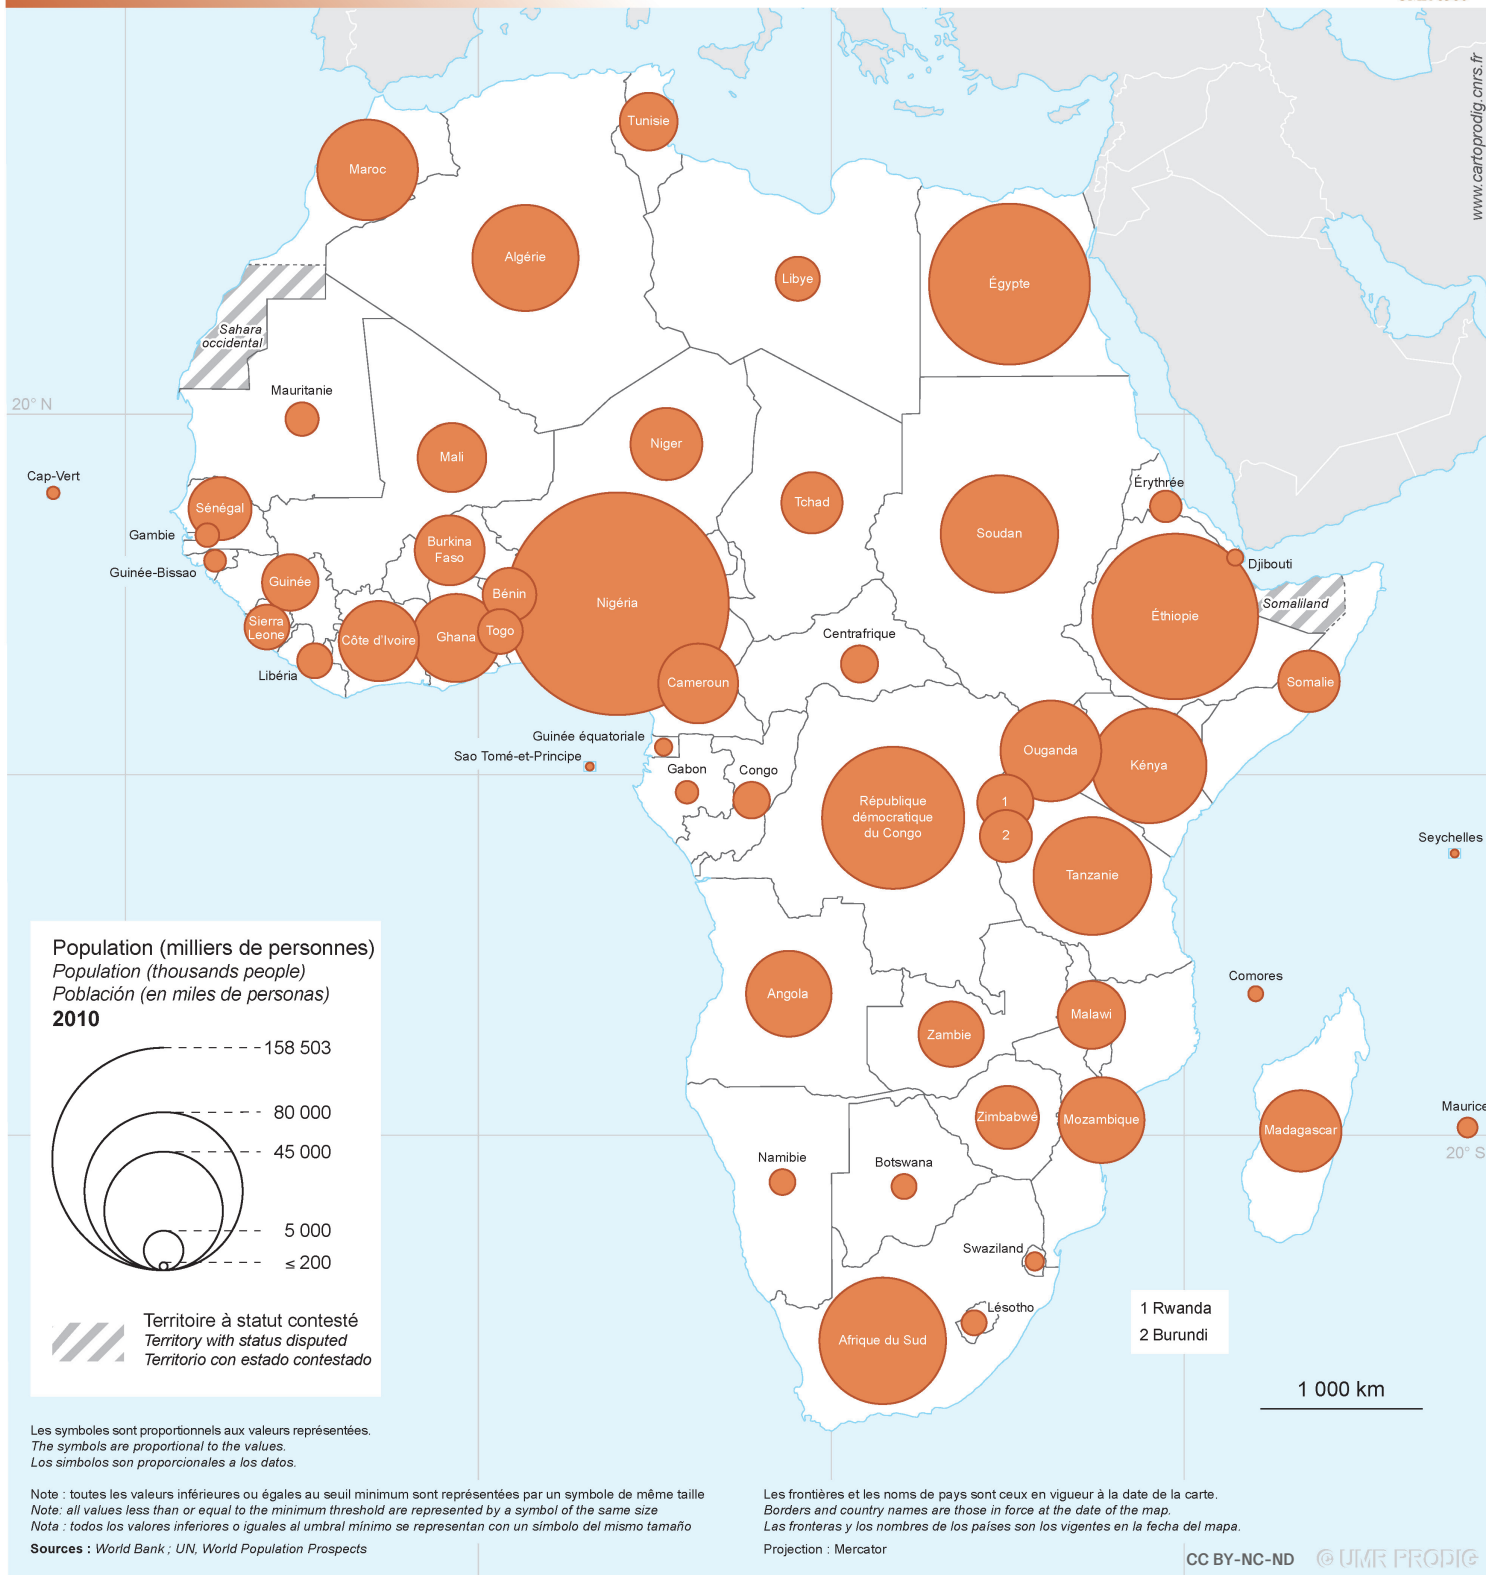 www.cartoprodig.cnrs.fr
Tunisie
Maroc
Algérie
Libye
Égypte
Sahara
occidental
Mauritanie
20° N
Mali
Niger
Cap-Vert
Tchad
Érythrée
Sénégal
Soudan
Gambie
Burkina
Faso
Djibouti
Guinée-Bissao
Guinée
Bénin
Nigéria
Somaliland
Éthiopie
Sierra
Leone
Togo
Côte d'Ivoire
Ghana
Centrafrique
Libéria
Cameroun
Somalie
Guinée équatoriale
Sao Tomé-et-Principe
Ouganda
Kénya
Gabon
Congo
République
démocratique
du Congo
1
2
Seychelles
Tanzanie
Comores
Angola
Malawi
Zambie
Maurice
Zimbabwé
Mozambique
Madagascar
20° S
Namibie
Botswana
Swaziland
Lésotho
Afrique du Sud
Population (milliers de personnes)
Population (thousands people)
Población (en miles de personas)
2010
158 503
80 000
45 000
5 000
≤ 200
Territoire à statut contesté
Territory with status disputed
Territorio con estado contestado
1 Rwanda
2 Burundi
1 000 km
Les symboles sont proportionnels aux valeurs représentées.
The symbols are proportional to the values.
Los simbolos son proporcionales a los datos.
Note : toutes les valeurs inférieures ou égales au seuil minimum sont représentées par un symbole de même taille
Note: all values less than or equal to the minimum threshold are represented by a symbol of the same size
Nota : todos los valores inferiores o iguales al umbral mínimo se representan con un símbolo del mismo tamaño
Sources : World Bank ; UN, World Population Prospects
Les frontières et les noms de pays sont ceux en vigueur à la date de la carte.
Borders and country names are those in force at the date of the map.
Las fronteras y los nombres de los países son los vigentes en la fecha del mapa.
Projection : Mercator
CC BY-NC-ND
© UMR PRODIG